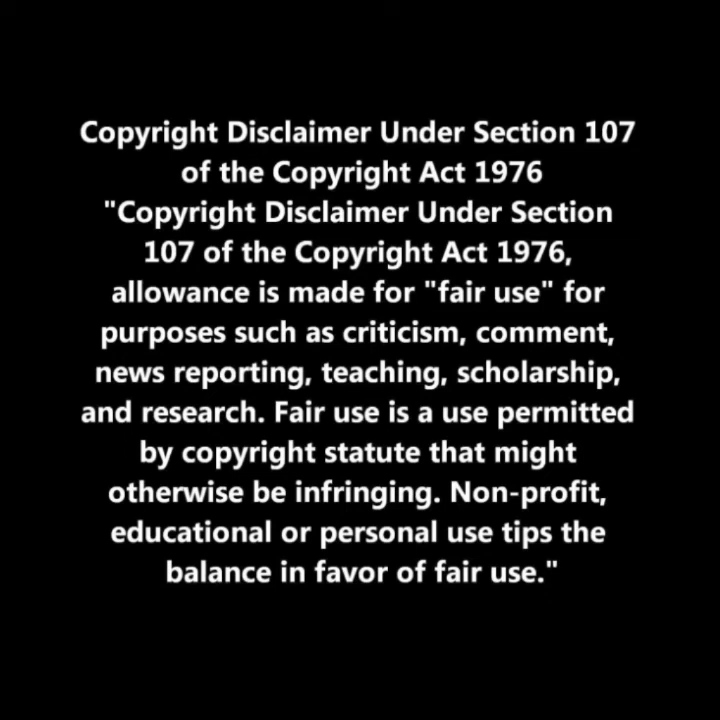 Copyright Disclaimer Under Section 107
of the Copyright Act 1976
"Copyright Disclaimer Under Section
107 of the Copyright Act 1976,
allowance is made for "fair use" for
purposes such as criticism, comment,
news reporting, teaching, scholarship,
and research. Fair use is a use permitted
by copyright statute that might
otherwise be infringing. Non-profit,
educational or personal use tips the
balance in favor of fair use."